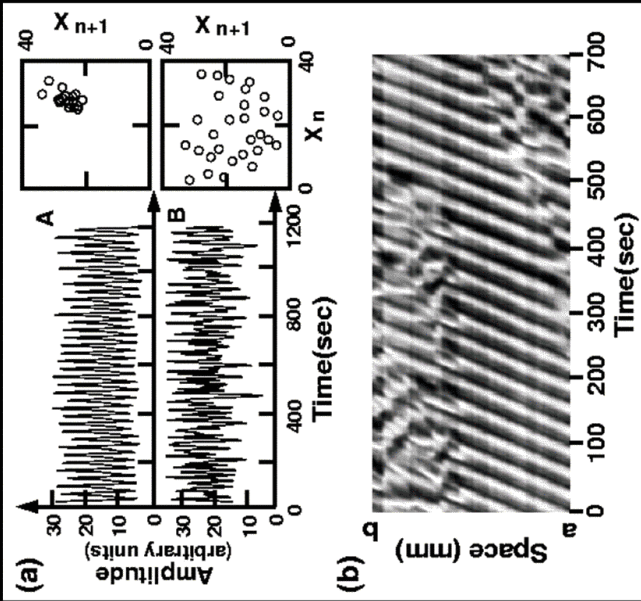 (a)
Amplitude
(arbitrary units)
30
20
10
0
A
30
20
10
0
B
0
400
800
1200
Time(sec)
40
X n+1
0
40
X n+1
0
0
X n
40
(b)
b
Space (mm)
a
0
100
200
300
400
500
600
700
Time(sec)